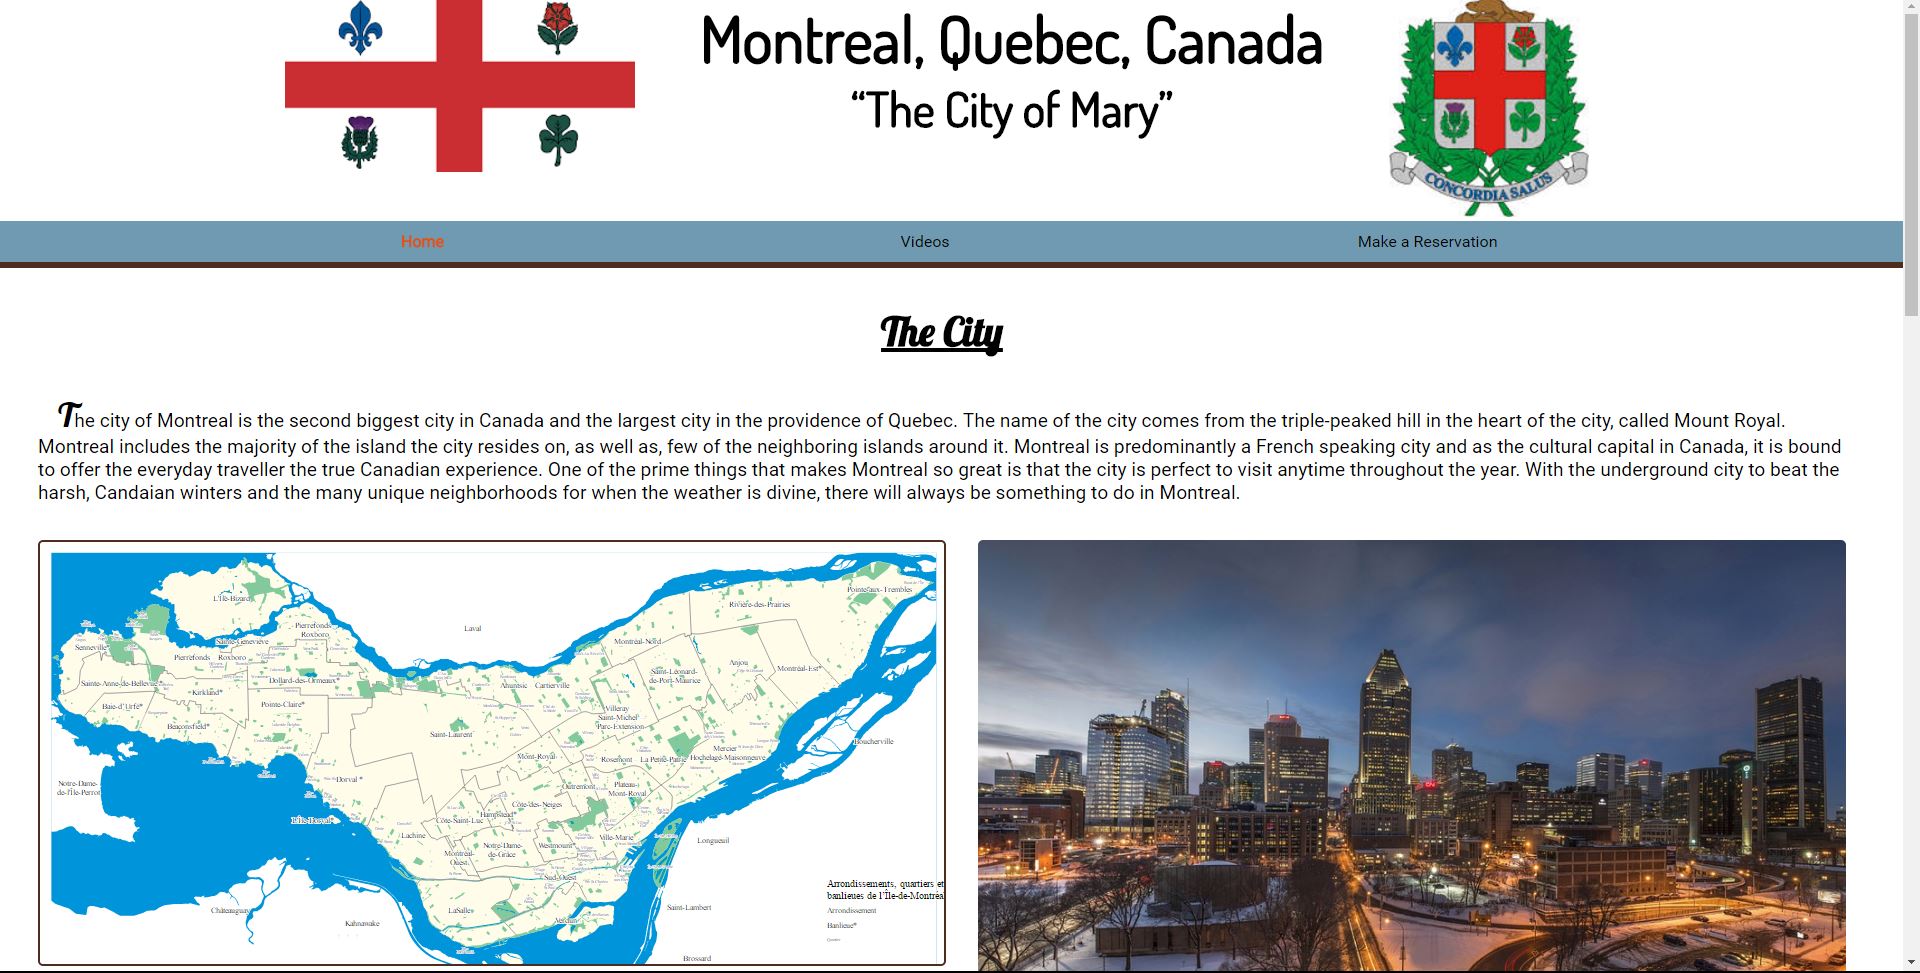 Montreal, Quebec, Canada
“The City of Mary”
CONCORDIA SALUS
Home
Videos
Make a Reservation
The City
The city of Montreal is the second biggest city in Canada and the largest city in the providence of Quebec. The name of the city comes from the triple-peaked hill in the heart of the city, called Mount Royal.
Montreal includes the majority of the island the city resides on, as well as, few of the neighboring islands around it. Montreal is predominantly a French speaking city and as the cultural capital in Canada, it is bound
to offer the everyday traveller the true Canadian experience. One of the prime things that makes Montreal so great is that the city is perfect to visit anytime throughout the year. With the underground city to beat the
harsh, Candaian winters and the many unique neighborhoods for when the weather is divine, there will always be something to do in Montreal.
Pointe-aux-Trembles
L'Île-Bizard
Rivière-des-Prairies
Laval
Pierrefonds
Roxboro
Sainte-Geneviève
Montréal-Nord
Senneville*
Pierrefonds Roxboro
Anjou
Montréal-Est*
Saint-Léonard-
de-Port-Maurice
Dollard-des-Ormeaux*
Sainte-Anne-de-Bellevue
Ahuntsic Cartierville
Kirkland*
Baie-d'Urfe*
Pointe-Claire*
Villeray
Saint-Michel
Parc-Extension
Beaconsfield*
Saint-Laurent
Boucherville
Mercier
Hochelage-Maisonneuve
Mont-Royal
Rosemont La Petite-Patrie
Dorval *
Notre-Dame-
de-l'Île-Perrot
Outremont
Plateau-
Mont-Royal
Côte-des-Neiges
Hampstead*
Côte-Saint-Luc
L'Île-Dorval*
Lachine
Ville-Marie
Longueuil
Notre-Dame-
de-Grâce
Westmount*
Montréal-
Ouest
Sud-Ouest
Arrondissements, quartiers et
banlieues de l'Île-de-Montréa
Châteauguay
LaSalle
Saint-Lambert
Arrondissement
Kahnawake
Verdun
Banlieue*
Quartier
Brossard